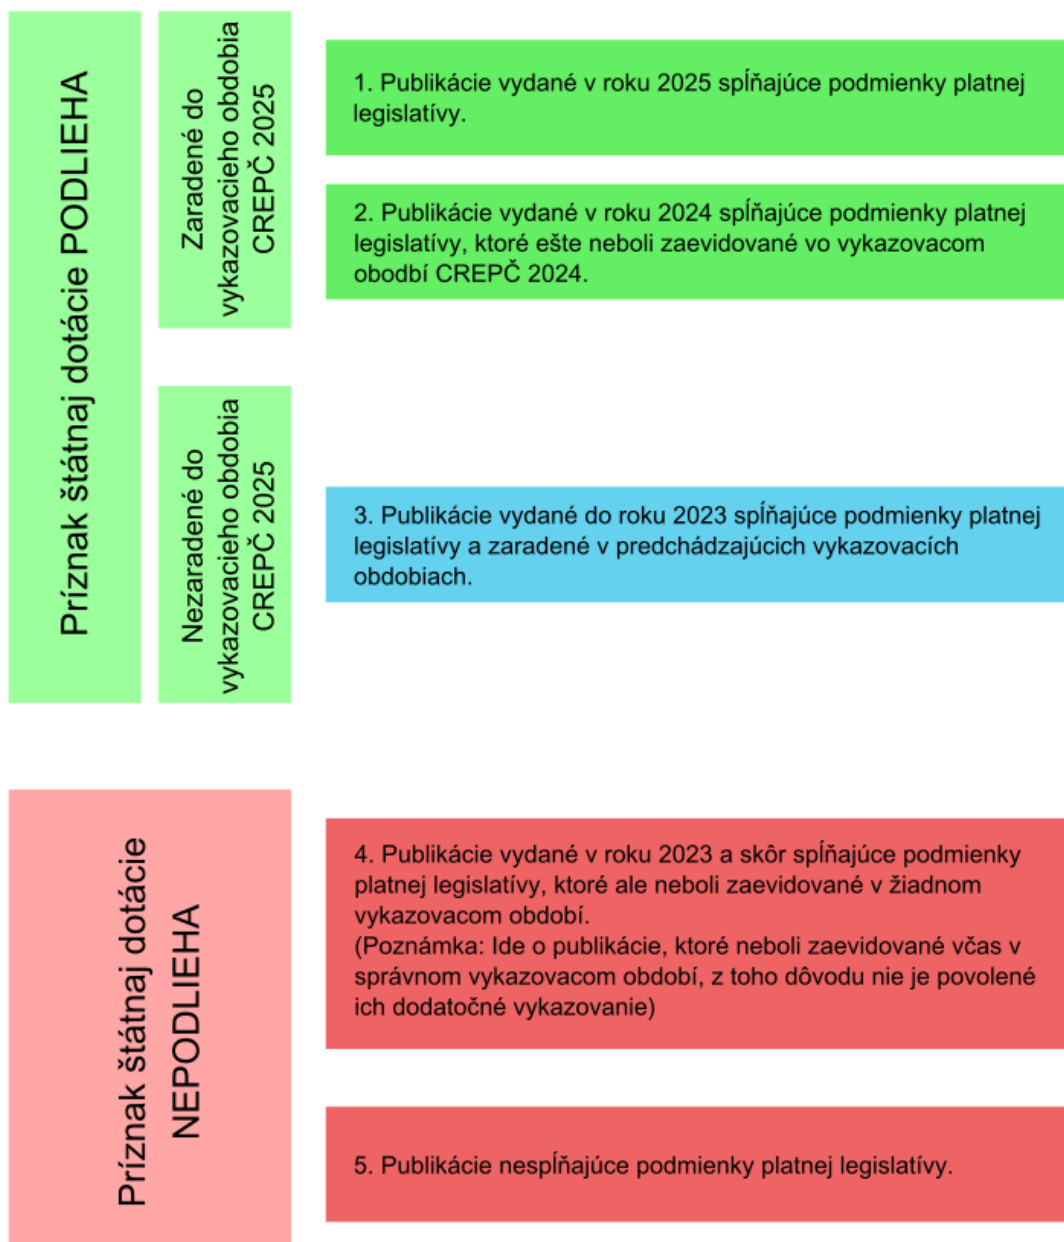 Príznak štátnaj dotácie PODLIEHA
Zaradené do
vykazovacieho obdobia
CREPČ 2025
1. Publikácie vydané v roku 2025 spĺňajúce podmienky platnej
legislatívy.
2. Publikácie vydané v roku 2024 spĺňajúce podmienky platnej
legislatívy, ktoré ešte neboli zaevidované vo vykazovacom
obodbí CREPČ 2024.
Nezaradené do
vykazovacieho obdobia
CREPČ 2025
3. Publikácie vydané do roku 2023 spĺňajúce podmienky platnej
legislatívy a zaradené v predchádzajúcich vykazovacích
obdobiach.
Príznak štátnaj dotácie
NEPODLIEHA
4. Publikácie vydané v roku 2023 a skôr spĺňajúce podmienky
platnej legislatívy, ktoré ale neboli zaevidované v žiadnom
vykazovacom období.
(Poznámka: Ide o publikácie, ktoré neboli zaevidované včas v
správnom vykazovacom období, z toho dôvodu nie je povolené
ich dodatočné vykazovanie)
5. Publikácie nespĺňajúce podmienky platnej legislatívy.